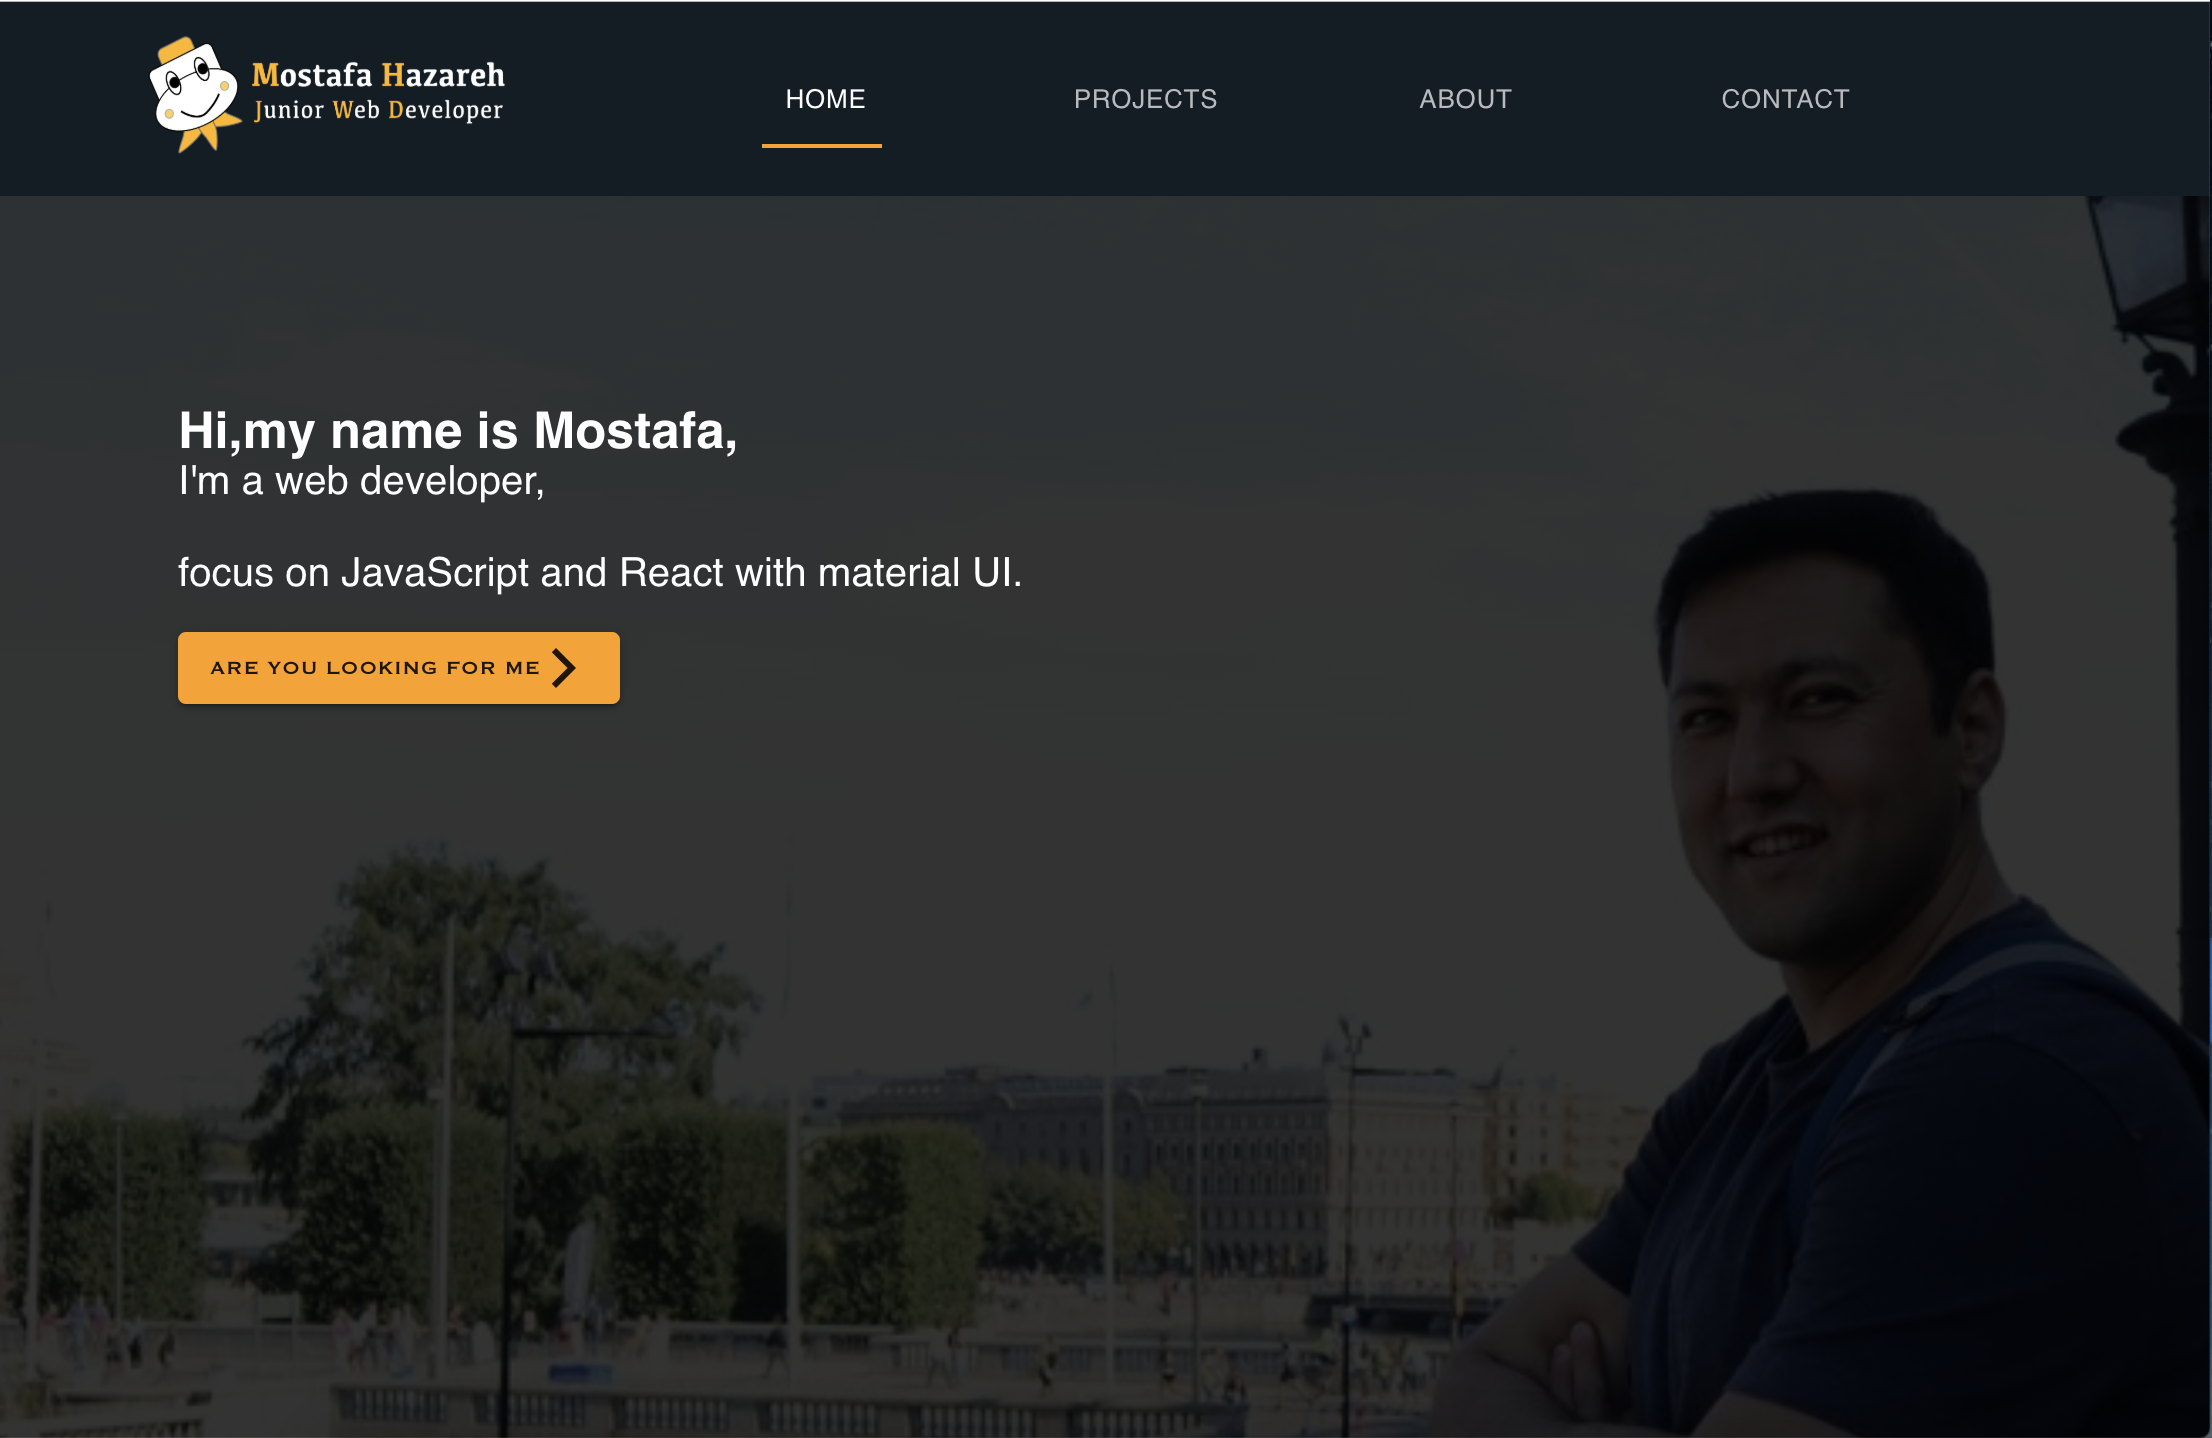 Mostafa Hazareh
Junior Web Developer
HOME PROJECTS ABOUT CONTACT
Hi,my name is Mostafa,
I'm a web developer,
focus on JavaScript and React with material UI.
ARE YOU LOOKING FOR ME